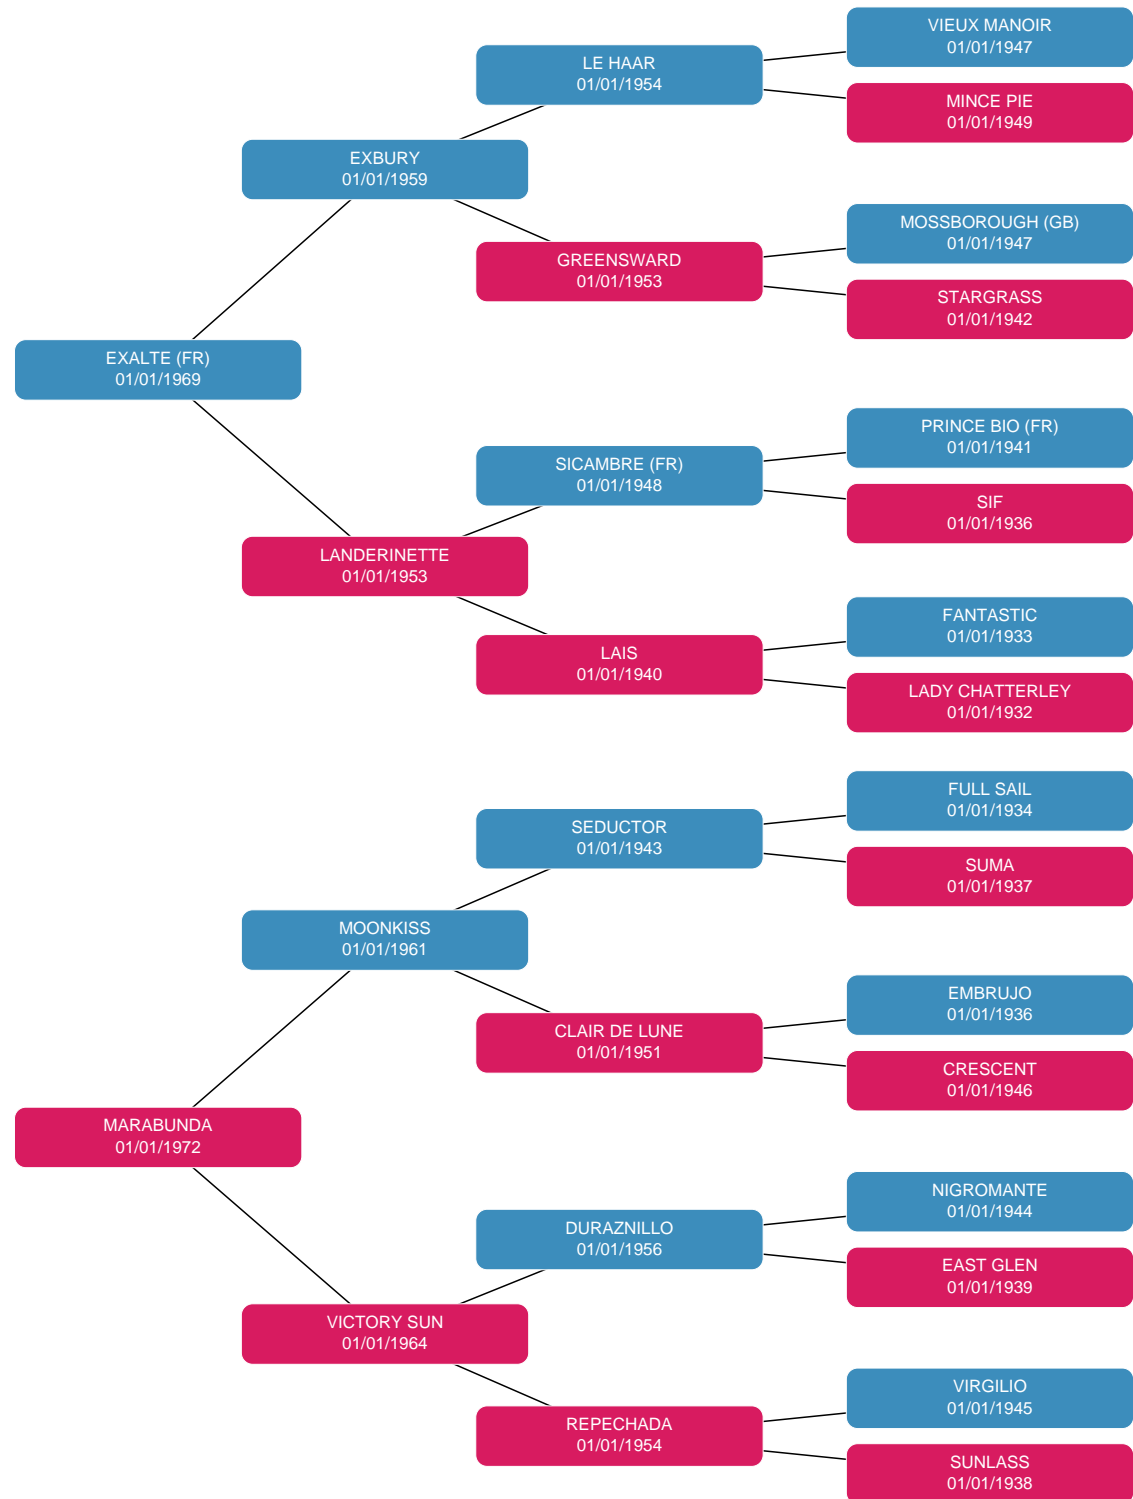 VIEUX MANOIR
01/01/1947
LE HAAR
01/01/1954
MINCE PIE
01/01/1949
EXBURY
01/01/1959
MOSSBOROUGH (GB)
01/01/1947
GREENSWARD
01/01/1953
STARGRASS
01/01/1942
EXALTE (FR)
01/01/1969
PRINCE BIO (FR)
01/01/1941
SICAMBRE (FR)
01/01/1948
SIF
01/01/1936
LANDERINETTE
01/01/1953
FANTASTIC
01/01/1933
LAIS
01/01/1940
LADY CHATTERLEY
01/01/1932
FULL SAIL
01/01/1934
SEDUCTOR
01/01/1943
SUMA
01/01/1937
MOONKISS
01/01/1961
EMBRUJO
01/01/1936
CLAIR DE LUNE
01/01/1951
CRESCENT
01/01/1946
MARABUNDA
01/01/1972
NIGROMANTE
01/01/1944
DURAZNILLO
01/01/1956
EAST GLEN
01/01/1939
VICTORY SUN
01/01/1964
VIRGILIO
01/01/1945
REPECHADA
01/01/1954
SUNLASS
01/01/1938